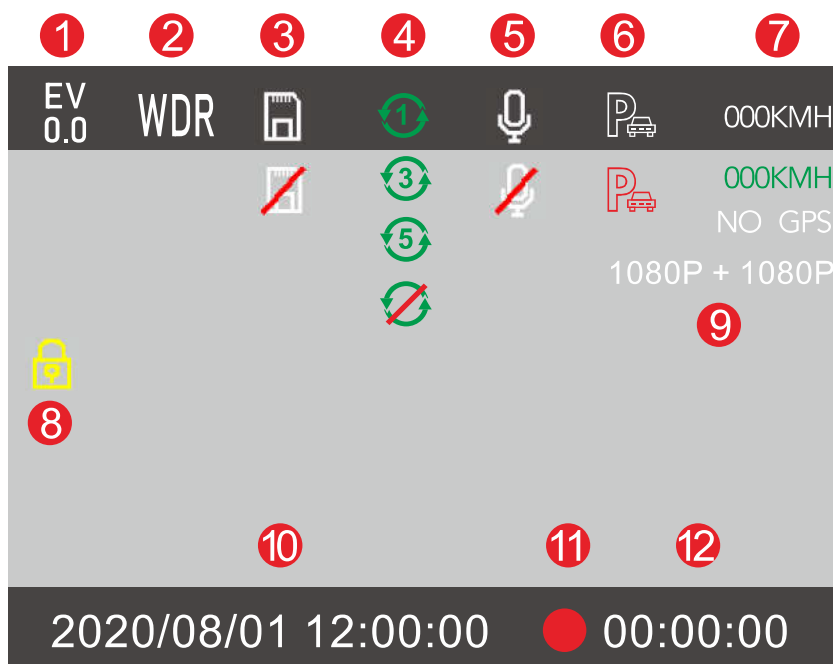 1 2 3 4 5 6 7
EV
0.0 WDR 1 000KMH
3 000KMH
5 NO GPS
1080P + 1080P
9
8
10 11 12
2020/08/01 12:00:00 00:00:00